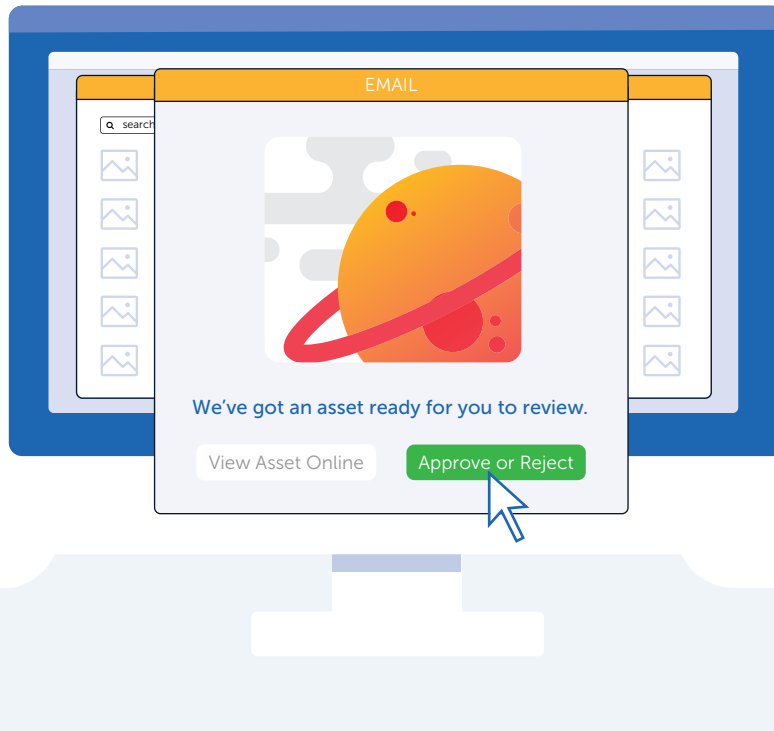 EMAIL
search
We've got an asset ready for you to review.
View Asset Online
Approve or Reject